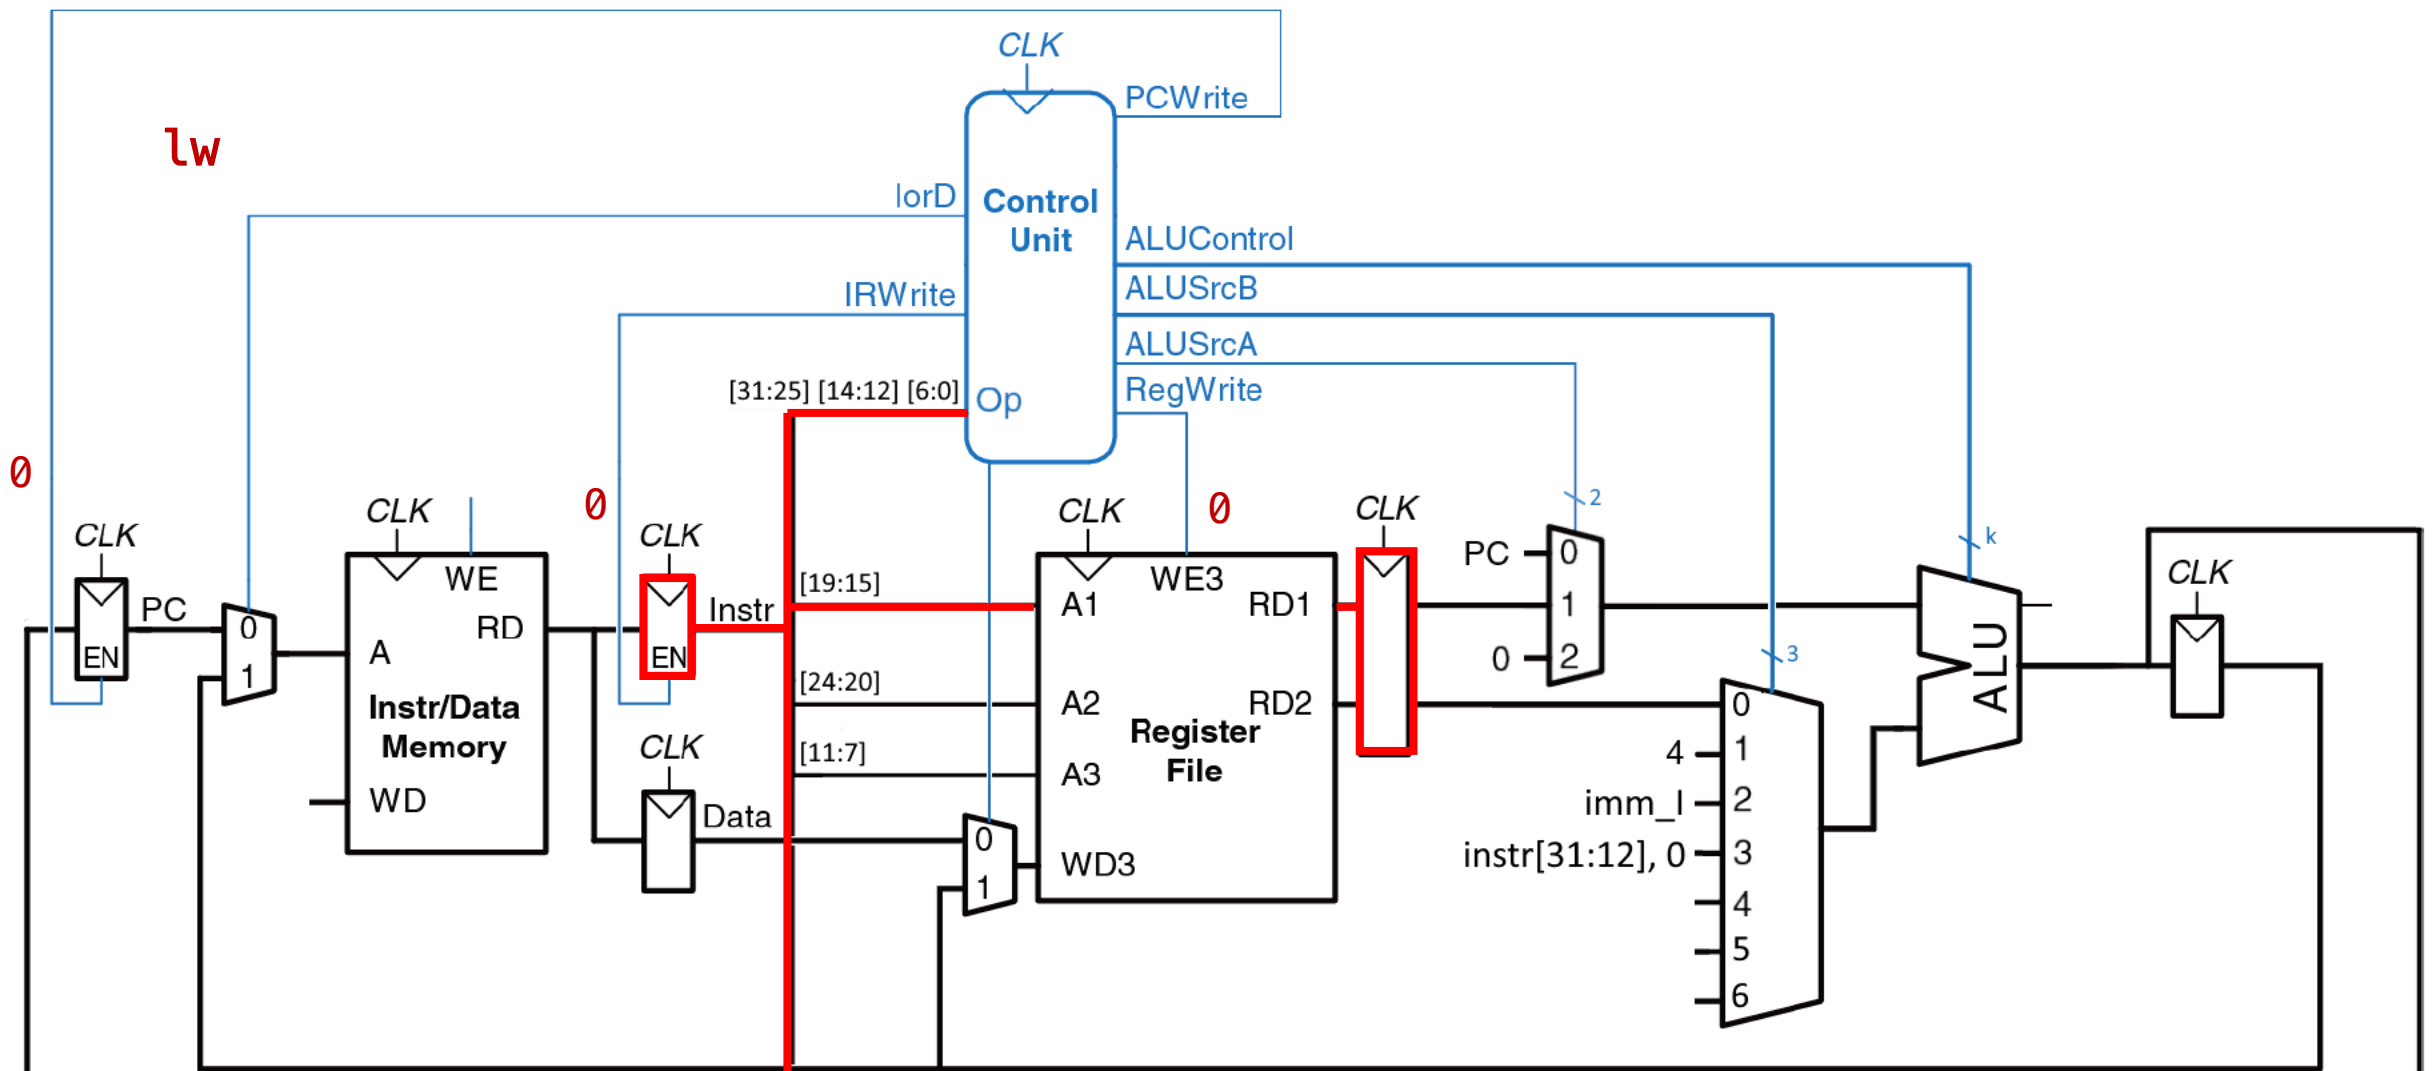 CLK
PCWrite
lw
IorD
Control
Unit
ALUControl
IRWrite
ALUSrcB
ALUSrcA
[31:25] [14:12] [6:0]
Op
RegWrite
0
0
0
CLK
CLK
CLK
CLK
CLK
2
k
PC
0
1
0
2
CLK
EN
PC
0
1
WE
RD
A
Instr/Data
Memory
WD
EN
Instr
[19:15]
[24:20]
[11:7]
CLK
Data
0
1
WE3
A1
RD1
A2
RD2
Register
File
A3
WD3
3
0
4
1
imm_I
2
instr[31:12], 0
3
4
5
6
ALU